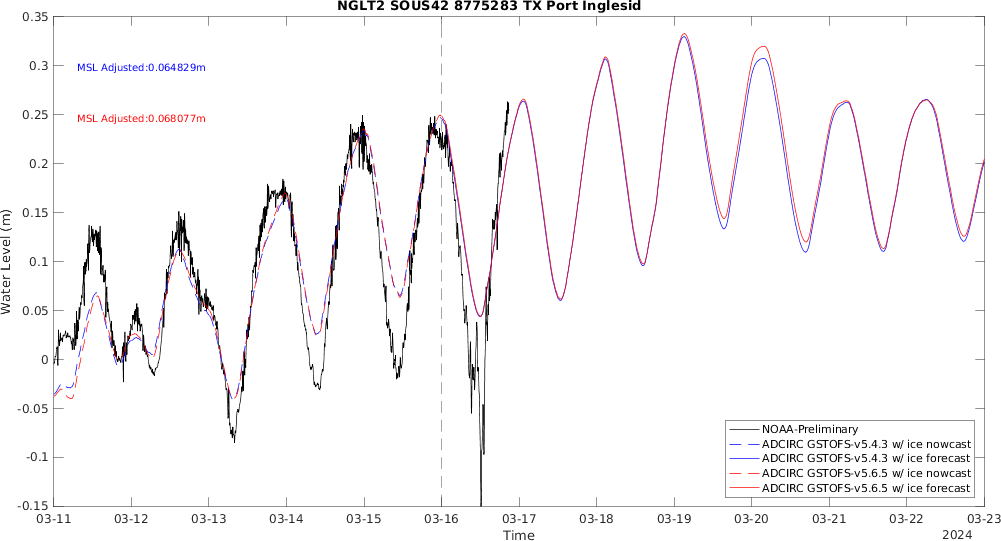 NGLT2 SOUS42 8775283 TX Port Inglesid
0.35
0.3
0.25
0.2
0.15
0.1
0.05
0
-0.05
-0.1
-0.15
Water Level (m)
MSL Adjusted:0.064829m
MSL Adjusted:0.068077m
NOAA-Preliminary
ADCIRC GSTOFS-v5.4.3 w/ ice nowcast
ADCIRC GSTOFS-v5.4.3 w/ ice forecast
ADCIRC GSTOFS-v5.6.5 w/ ice nowcast
ADCIRC GSTOFS-v5.6.5 w/ ice forecast
03-11 03-12 03-13 03-14 03-15 03-16 03-17 03-18 03-19 03-20 03-21 03-22 03-23
Time 2024